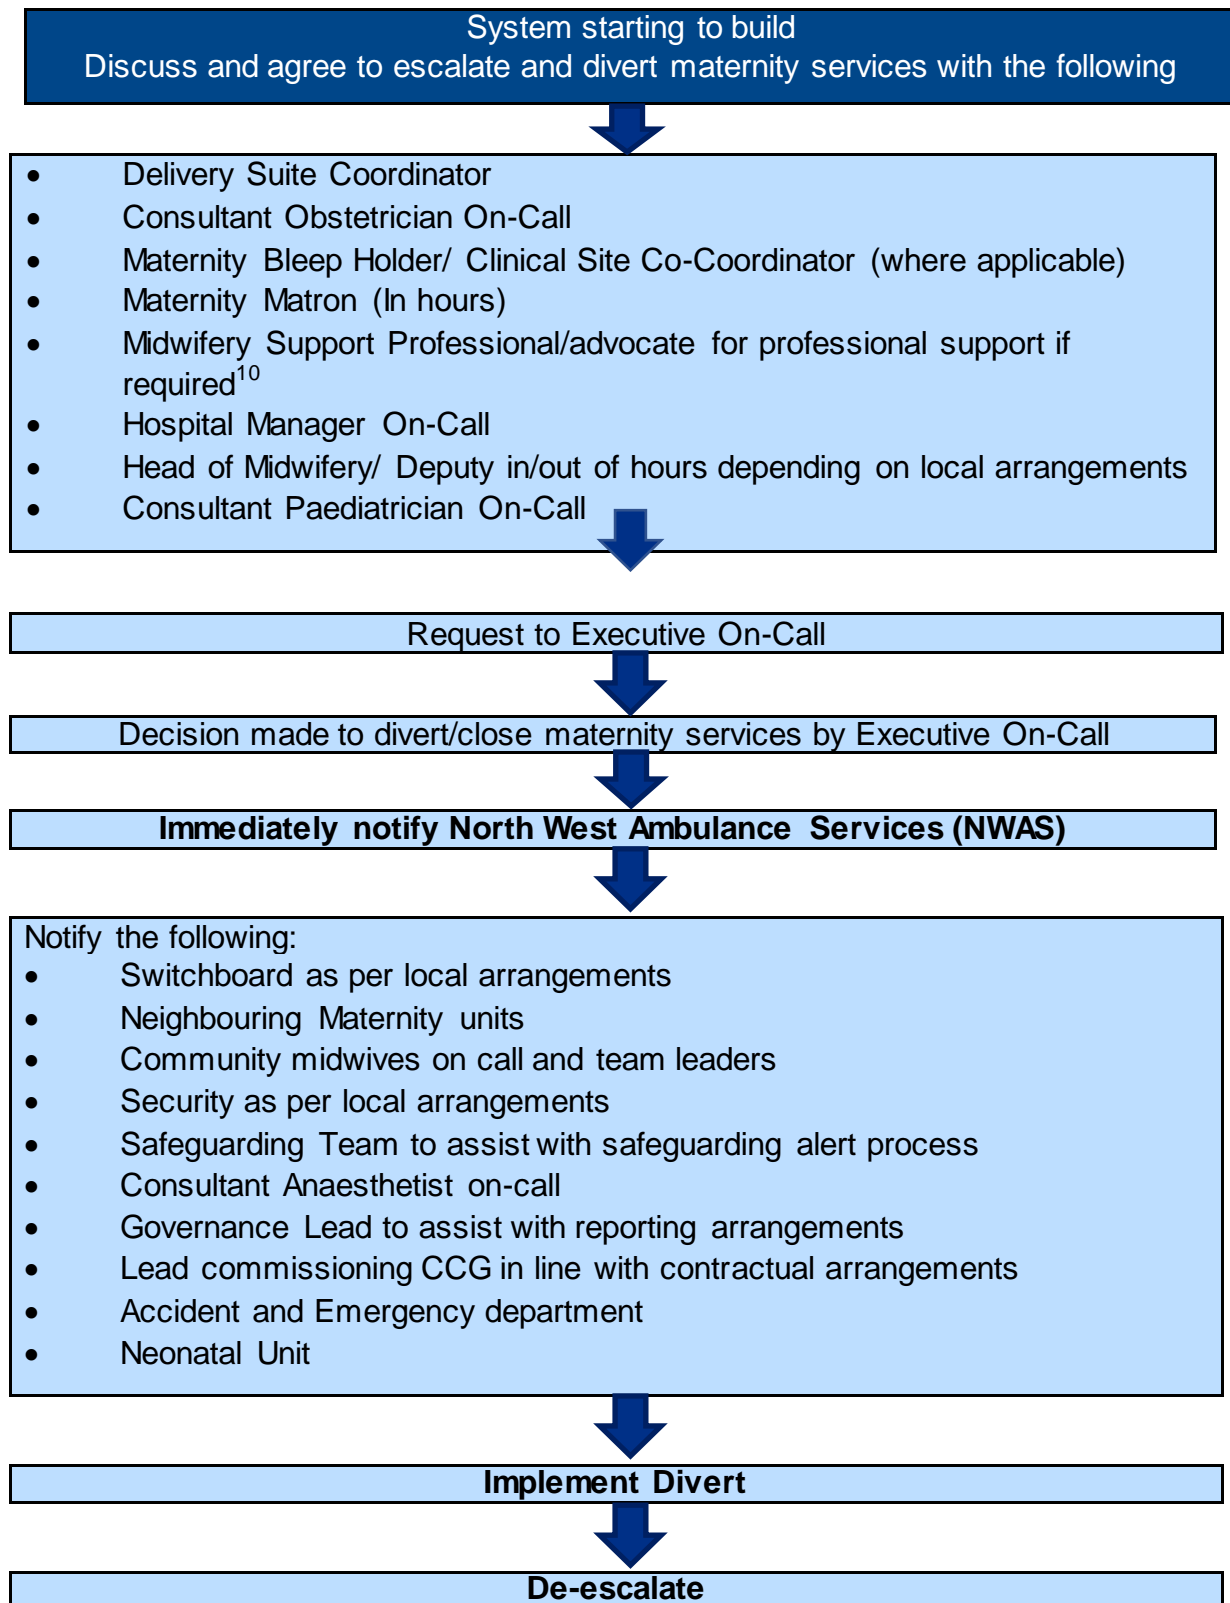 System starting to build
Discuss and agree to escalate and divert maternity services with the following
• Delivery Suite Coordinator
• Consultant Obstetrician On-Call
• Maternity Bleep Holder/ Clinical Site Co-Coordinator (where applicable)
• Maternity Matron (In hours)
• Midwifery Support Professional/advocate for professional support if
required10
• Hospital Manager On-Call
• Head of Midwifery/ Deputy in/out of hours depending on local arrangements
• Consultant Paediatrician On-Call
Request to Executive On-Call
Decision made to divert/close maternity services by Executive On-Call
Immediately notify North West Ambulance Services (NWAS)
Notify the following:
• Switchboard as per local arrangements
• Neighbouring Maternity units
• Community midwives on call and team leaders
• Security as per local arrangements
• Safeguarding Team to assist with safeguarding alert process
• Consultant Anaesthetist on-call
• Governance Lead to assist with reporting arrangements
• Lead commissioning CCG in line with contractual arrangements
• Accident and Emergency department
• Neonatal Unit
Implement Divert
De-escalate